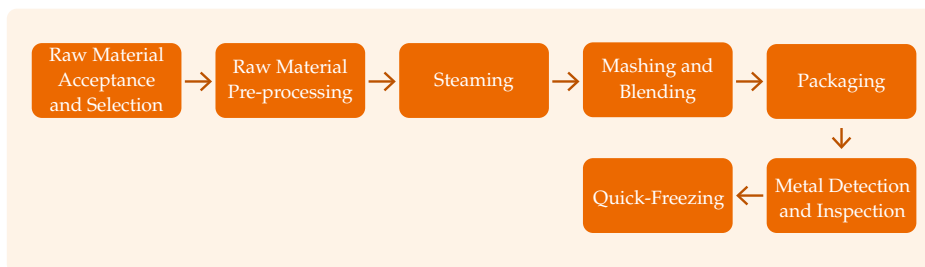 Raw Material
Acceptance
and Selection
Raw Material
Pre-processing
Steaming
Mashing and
Blending
Packaging
Metal Detection
and Inspection
Quick-Freezing